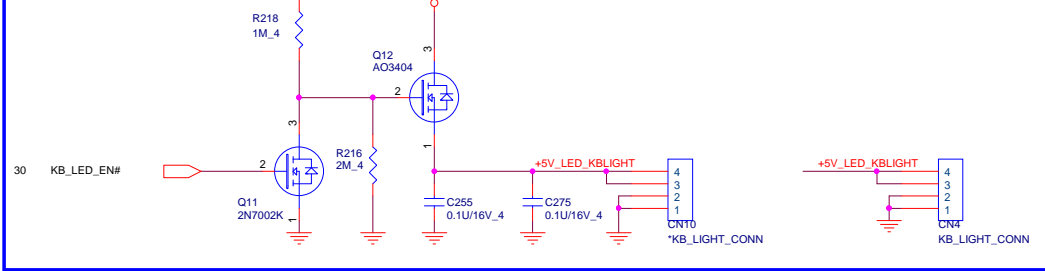 R218
1M_4
3
Q12
AO3404
2
1
3
R216
2M_4
30 KB_LED_EN#
2
Q11
2N7002K
1
+5V_LED_KBLIGHT
C255
0.1U/16V_4
C275
0.1U/16V_4
4
3
2
1
CN10
*KB_LIGHT_CONN
+5V_LED_KBLIGHT
4
3
2
1
CN4
KB_LIGHT_CONN